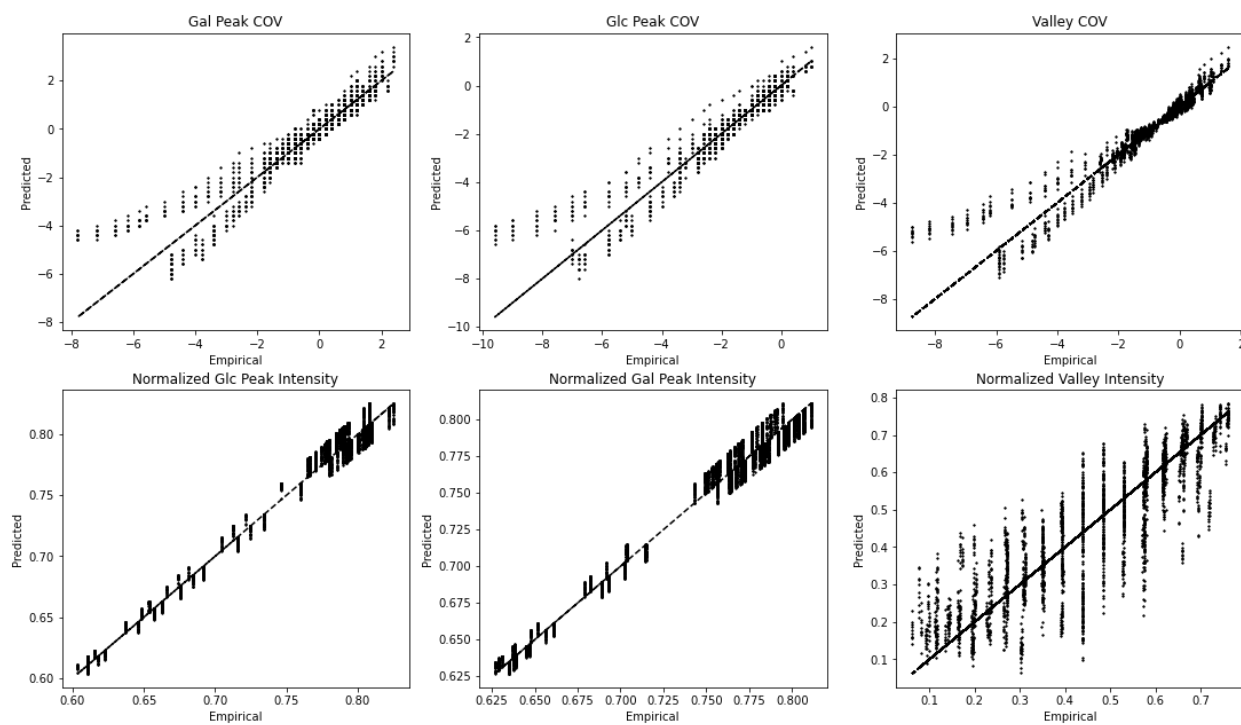 Gal Peak COV
Glc Peak COV
Valley COV
2
0
−2
−4
−6
−8
Predicted
−8 −6 −4 −2 0 2
Empirical
2
0
−2
−4
−6
−8
−10
Predicted
−10 −8 −6 −4 −2 0
Empirical
2
0
−2
−4
−6
−8
Predicted
−8 −6 −4 −2 0 2
Empirical
Normalized Glc Peak Intensity
Normalized Gal Peak Intensity
Normalized Valley Intensity
0.80
0.75
0.70
0.65
0.60
Predicted
0.60 0.65 0.70 0.75 0.80
Empirical
0.800
0.775
0.750
0.725
0.700
0.675
0.650
0.625
Predicted
0.625 0.650 0.675 0.700 0.725 0.750 0.775 0.800
Empirical
0.8
0.7
0.6
0.5
0.4
0.3
0.2
0.1
Predicted
0.1 0.2 0.3 0.4 0.5 0.6 0.7
Empirical